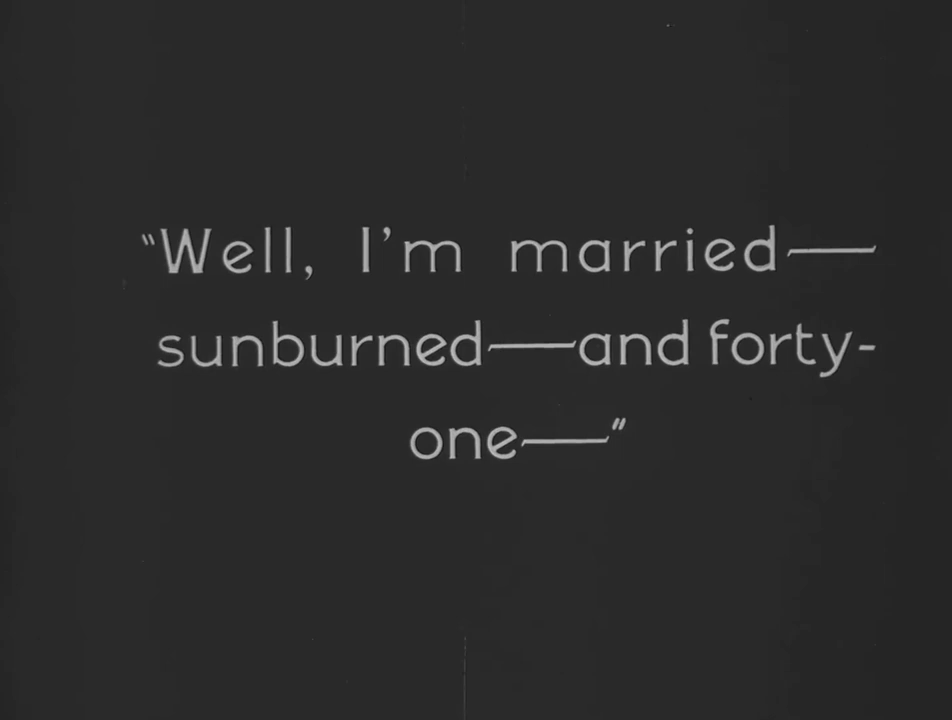 "Well, I'm married—
sunburned—and forty-
one—"